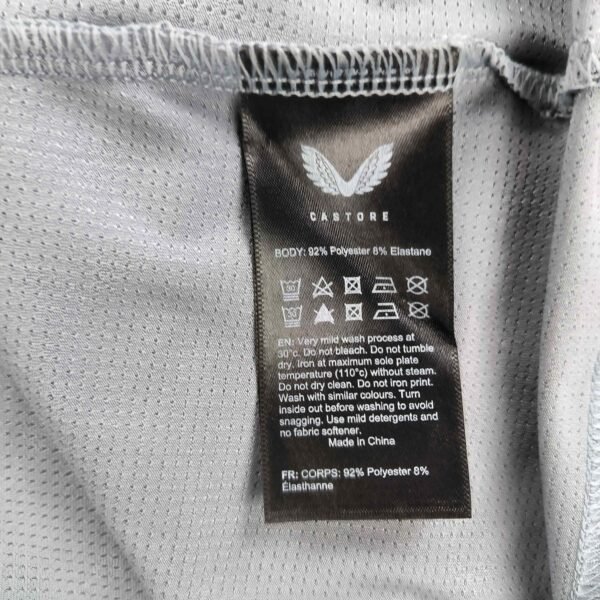 CASTORE
BODY: 92% Polyester 8% Elastane
EN: Very mild wash process at
30°c. Do not bleach. Do not tumble
dry. Iron at maximum sole plate
temperature (110°c) without steam.
Do not dry clean. Do not iron print.
Wash with similar colours. Turn
inside out before washing to avoid
snagging. Use mild detergents and
no fabric softener.
Made in China
FR: CORPS: 92% Polyester 8%
Élasthanne